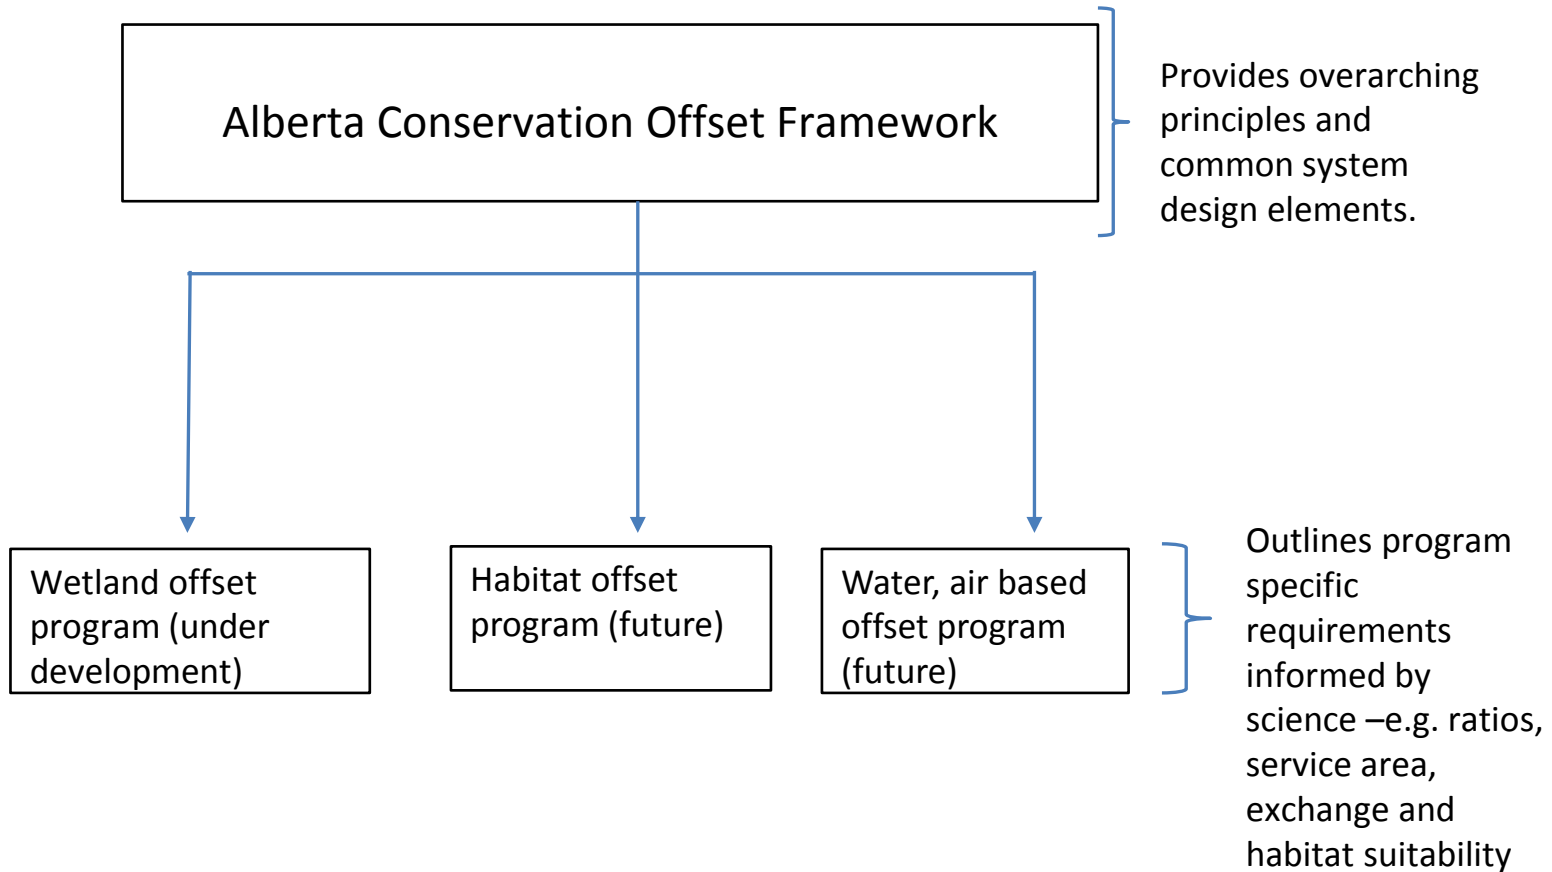 Alberta Conservation Offset Framework
Provides overarching
principles and
common system
design elements.
Wetland offset
program (under
development)
Habitat offset
program (future)
Water, air based
offset program
(future)
Outlines program
specific
requirements
informed by
science –e.g. ratios,
service area,
exchange and
habitat suitability